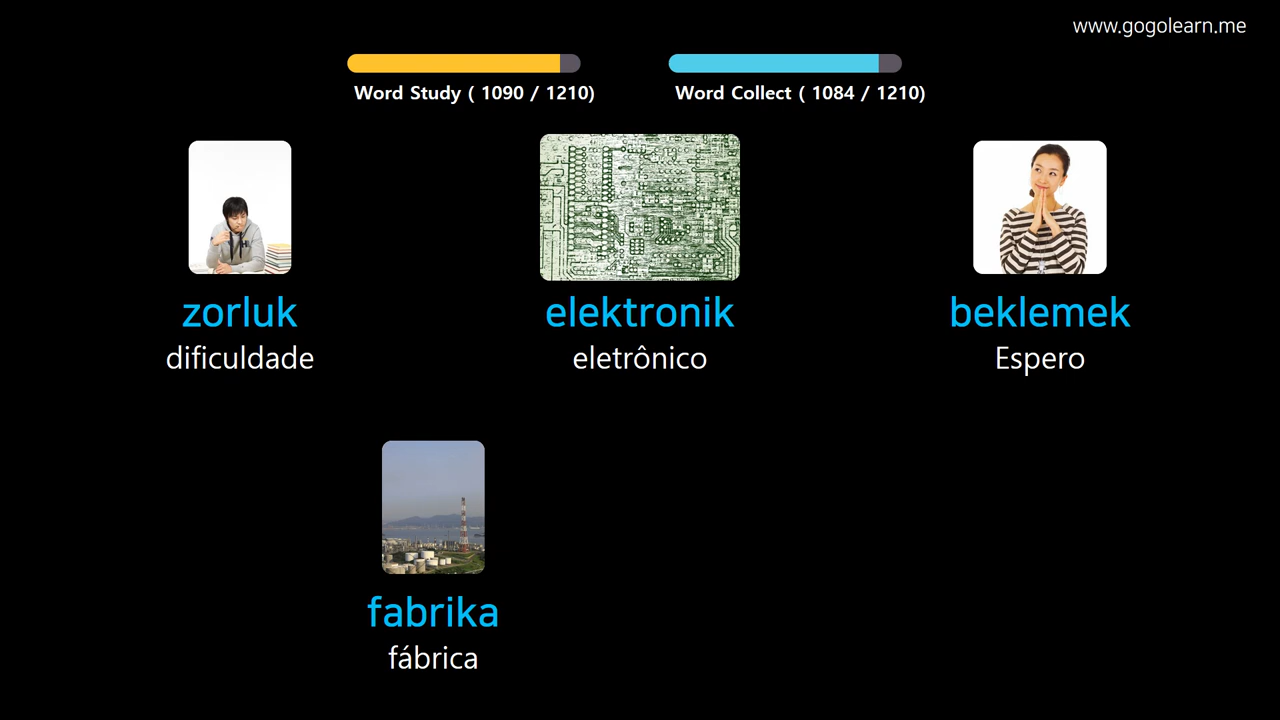 www.gogolearn.me
Word Study ( 1090 / 1210)
Word Collect ( 1084 / 1210)
zorluk
dificuldade
elektronik
eletrônico
beklemek
Espero
fabrika
fábrica